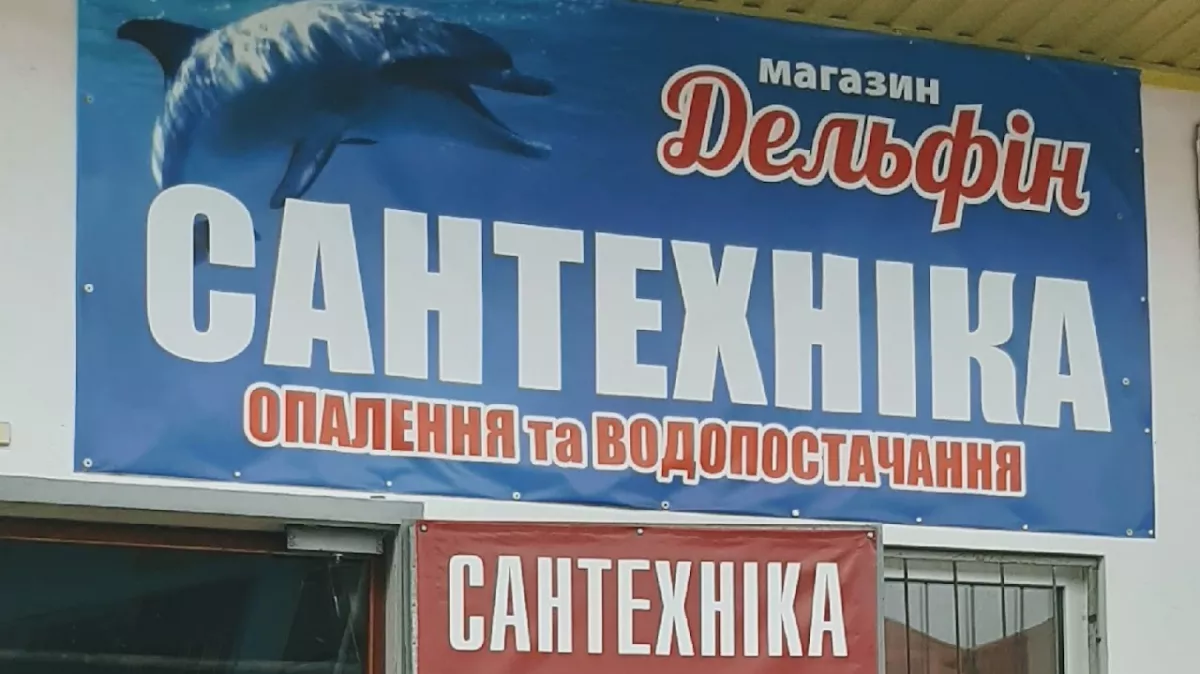 магазин
Дельфін
САНТЕХНІКА
ОПАЛЕННЯ та ВОДОПОСТАЧАННЯ
САНТЕХНІКА